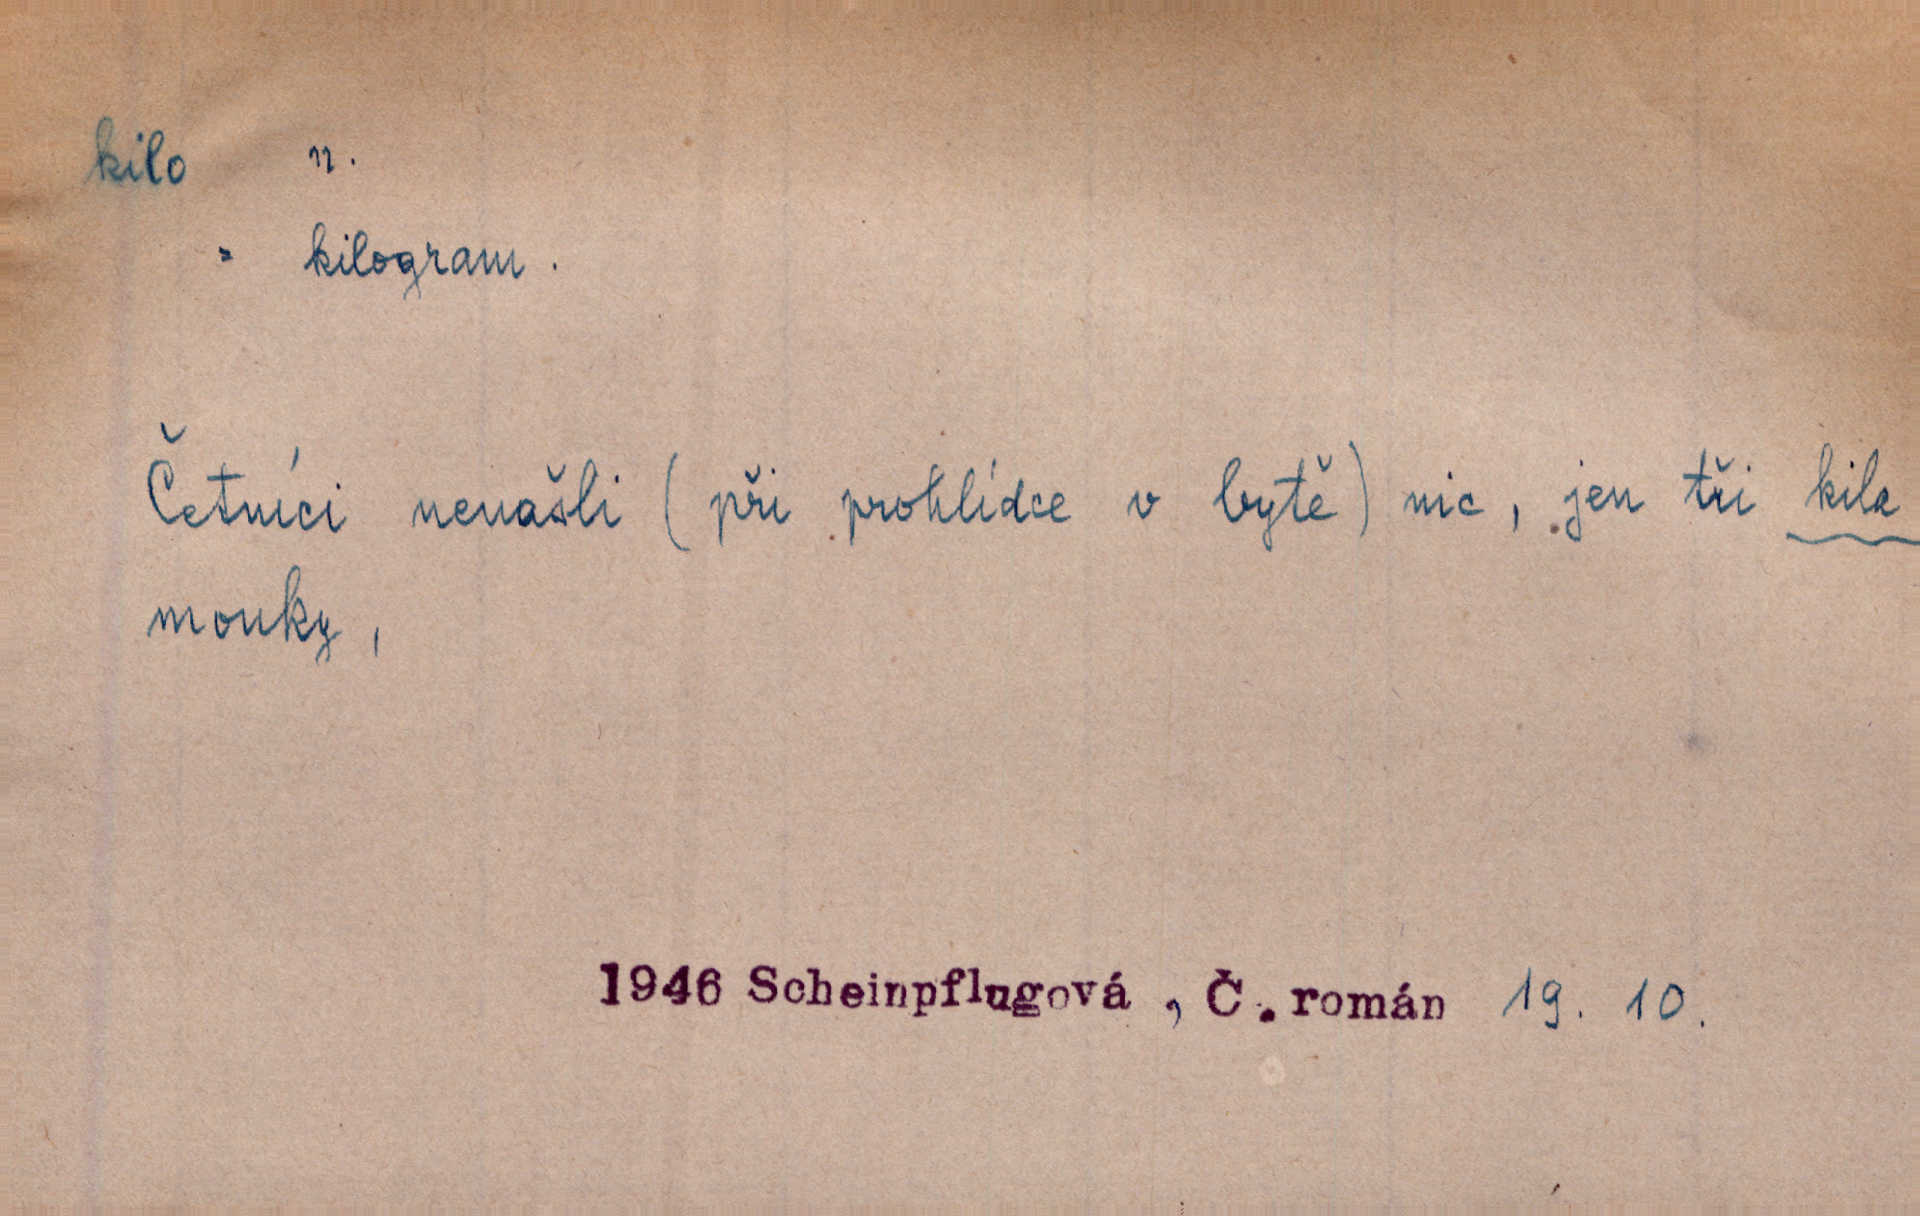 kilo n.
= kilogram.
Četníci nenašli (při prohlídce v bytě) nic, jen tři kila
mouky,
1946 Scheinpflugová, Č. román 19. 10.